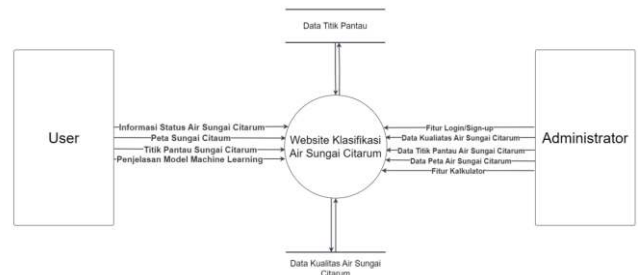 Data Titik Pantau
User
Informasi Status Air Sungai Citarum
Peta Sungai Citaum
Titik Pantau Sungai Citarum
Penjelasan Model Machine Learning
Website Klasifikasi
Air Sungai Citarum
Fitur Login/Sign-up
Data Kualiatas Air Sungai Citarum
Data Titik Pantau Air Sungai Citarum
Data Peta Air Sungai Citarum
Fitur Kalkulator
Administrator
Data Kualitas Air Sungai
Citarum